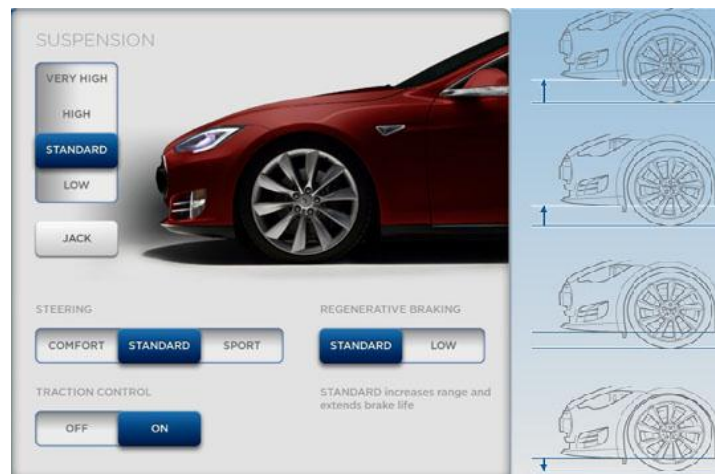 SUSPENSION
VERY HIGH
HIGH
STANDARD
LOW
JACK
STEERING
COMFORT STANDARD SPORT
REGENERATIVE BRAKING
STANDARD LOW
TRACTION CONTROL
OFF ON
STANDARD increases range and
extends brake life